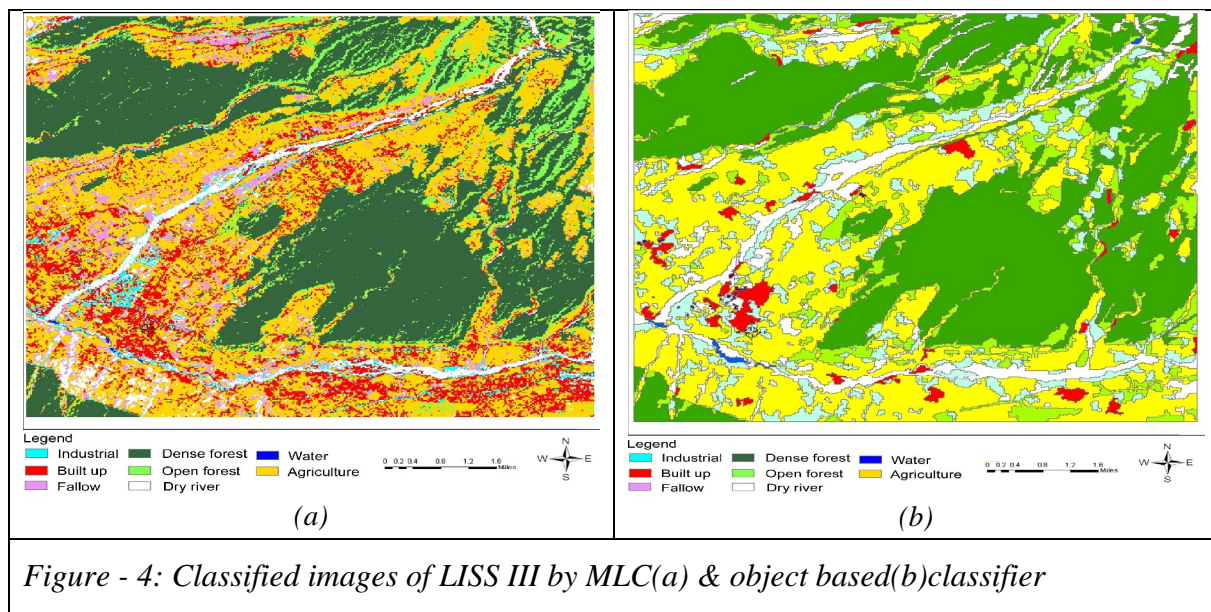 Legend
Industrial Dense forest Water
Built up Open forest Agriculture
Fallow Dry river
0 0.2 0.4 0.8 1.2 1.6
Miles
N
W E
S
(a)
Legend
Industrial Dense forest Water
Built up Open forest Agriculture
Fallow Dry river
0 0.2 0.4 0.8 1.2 1.6
Miles
N
W E
S
(b)
Figure - 4: Classified images of LISS III by MLC(a) & object based(b)classifier